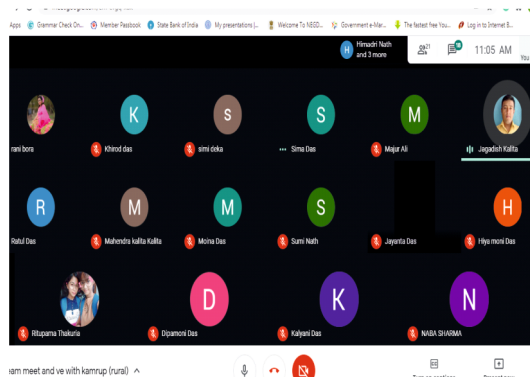 Apps Grammar Check On... Member Passbook State Bank of India My presentations (... Welcome To NEGD... Government e-Mar... The fastest free You... Log in to Internet B...
H Himadri Nath and 3 more 21 11:05 AM
You
K S S M
rani bora Khirod das simi deka Sima Das Majur Ali Jagadish Kalita
R M M S H
Ratul Das Mahendra kalita Kalita Moina Das Sumi Nath Jayanta Das Hiya moni Das
D K N
Rituparna Thakuria Dipamoni Das Kalyani Das NABA SHARMA
eam meet and ve with kamrup (rural)